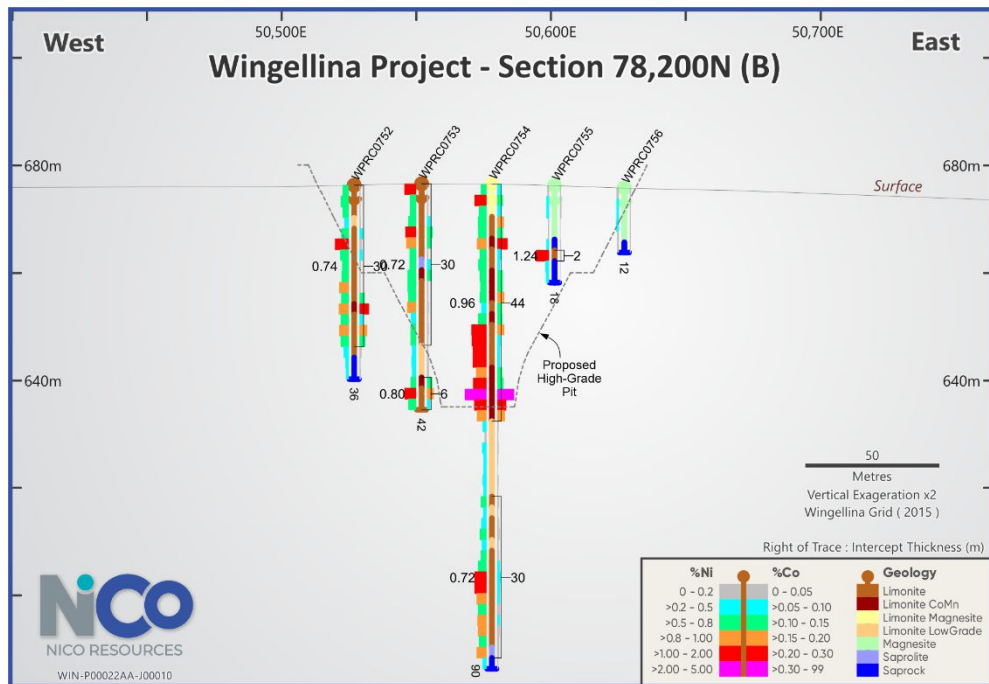 50,500E 50,600E 50,700E
West East
Wingellina Project - Section 78,200N (B)
WPRC0752 WPRC0753 WPRC0754 WPRC0755 WPRC0756
680m 680m
Surface
1.24 2
0.74 30 0.72 30
12
18
0.96 44
Proposed
High-Grade
Pit
640m 640m
36
0.80 6
42
50
Metres
Vertical Exageration x2
Wingellina Grid ( 2015 )
Right of Trace : Intercept Thickness (m)
0.72 30
90
%Ni %Co Geology
0 - 0.2 0 - 0.05 Limonite
>0.2 - 0.5 >0.05 - 0.10 Limonite CoMn
>0.5 - 0.8 >0.10 - 0.15 Limonite Magnesite
>0.8 - 1.00 >0.15 - 0.20 Limonite LowGrade
>1.00 - 2.00 >0.20 - 0.30 Magnesite
>2.00 - 5.00 >0.30 - 99 Saprolite
Saprock
NiCo
NICO RESOURCES
WIN-P00022AA-J00010